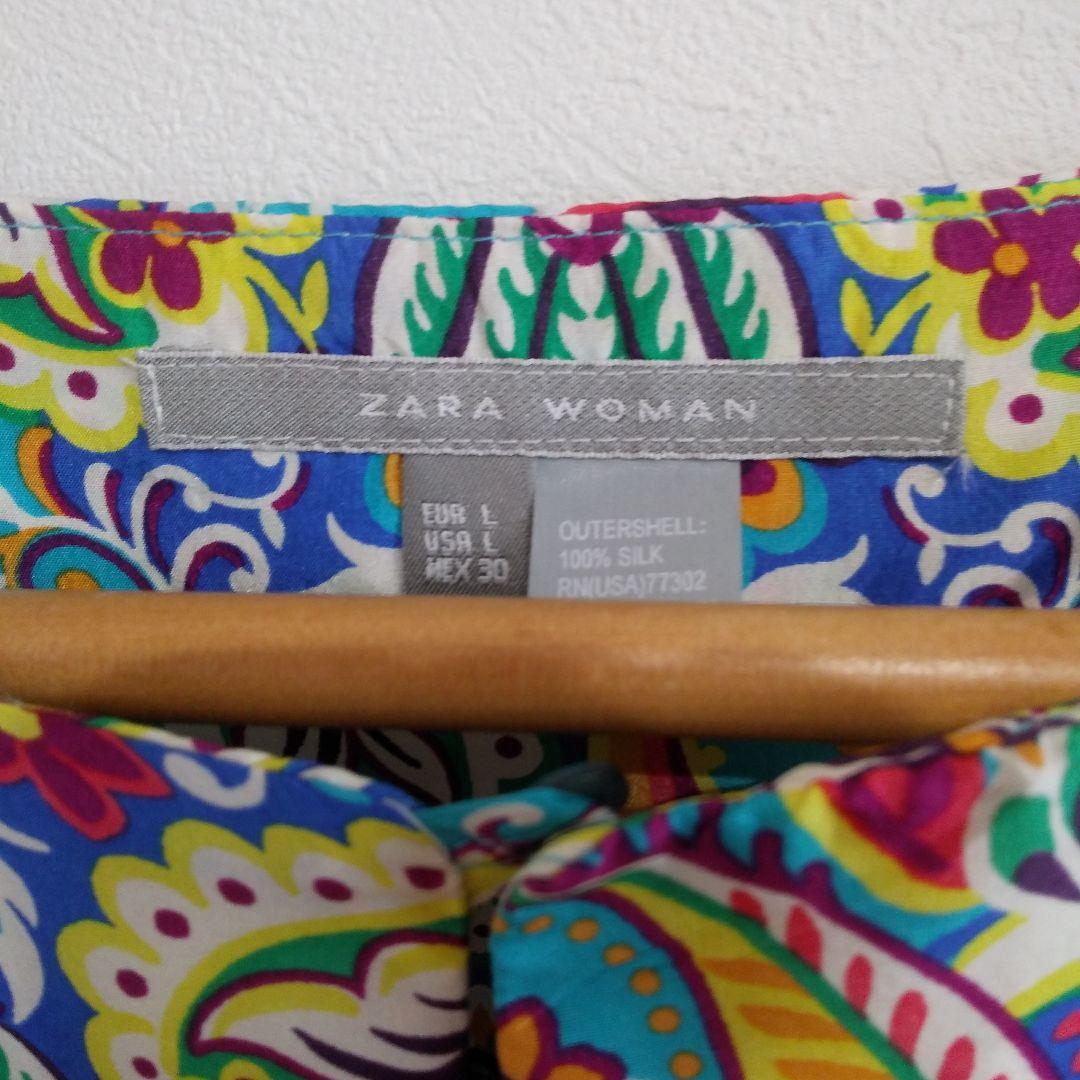 ZARA WOMAN
EUR L
USA L
MEX 30
OUTERSHELL:
100% SILK
RN(USA)77302